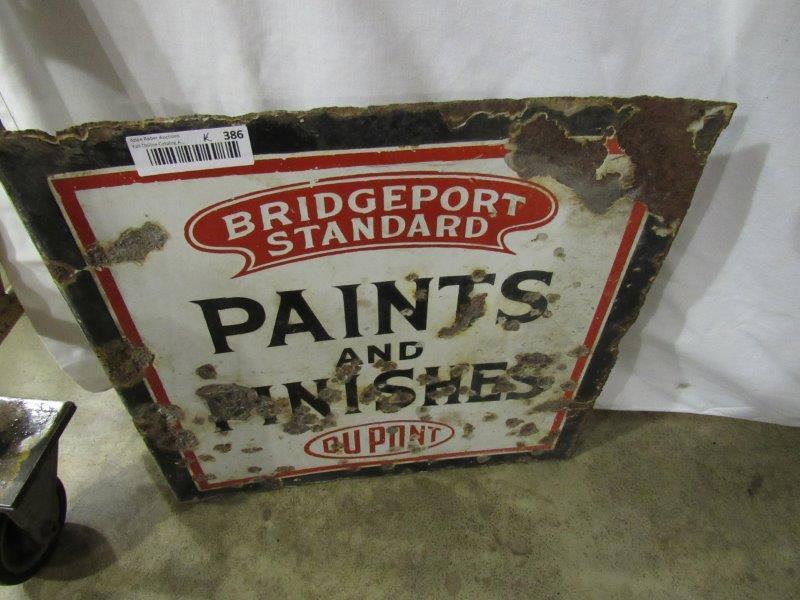 K 386
BRIDGEPORT
STANDARD
PAINTS
AND
FINISHES
DU PONT